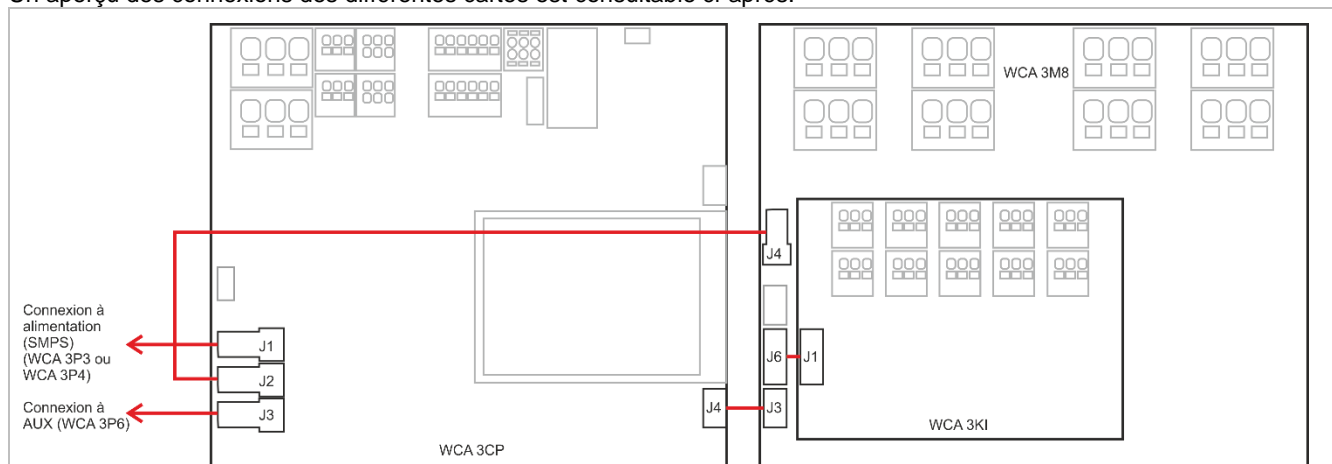 Un aperçu des connexions des différentes cartes est consultable ci-après.
WCA 3M8
J4
Connexion à
alimentation
(SMPS)
(WCA 3P3 ou
WCA 3P4)
J1
J2
Connexion à
AUX (WCA 3P6)
J3
J4
J3
J6
J1
WCA 3KI
WCA 3CP